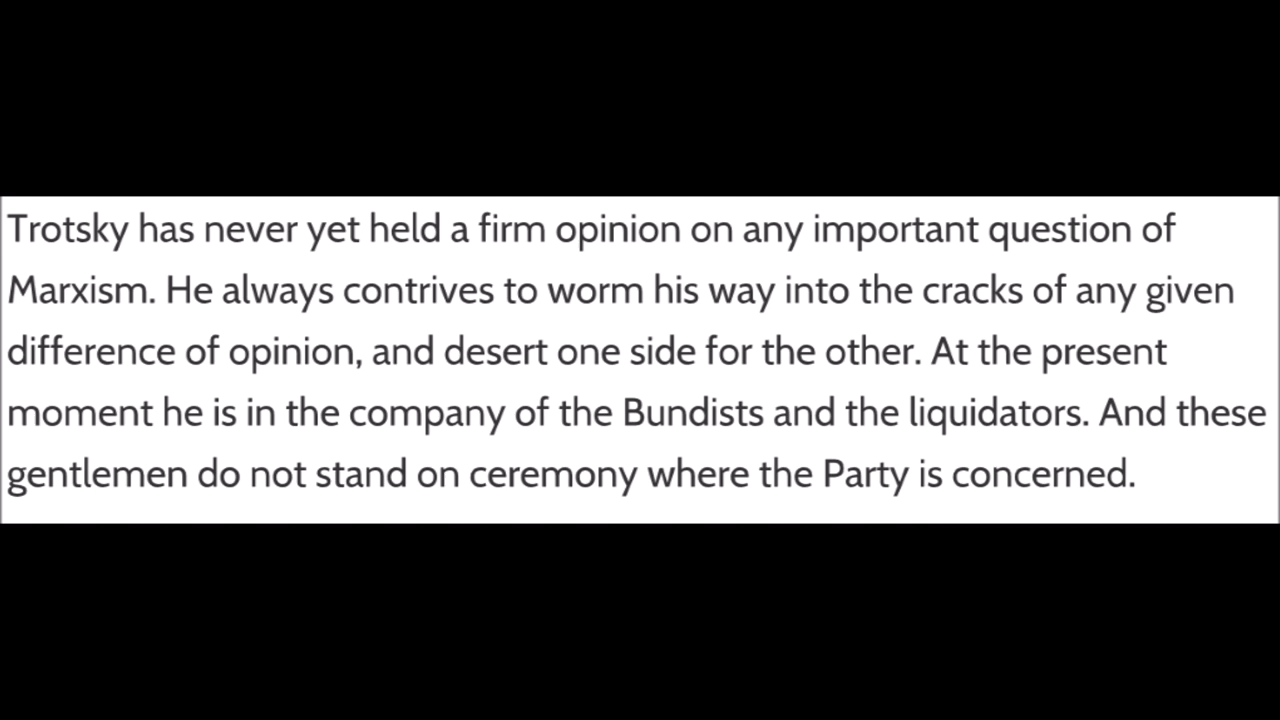 Trotsky has never yet held a firm opinion on any important question of
Marxism. He always contrives to worm his way into the cracks of any given
difference of opinion, and desert one side for the other. At the present
moment he is in the company of the Bundists and the liquidators. And these
gentlemen do not stand on ceremony where the Party is concerned.